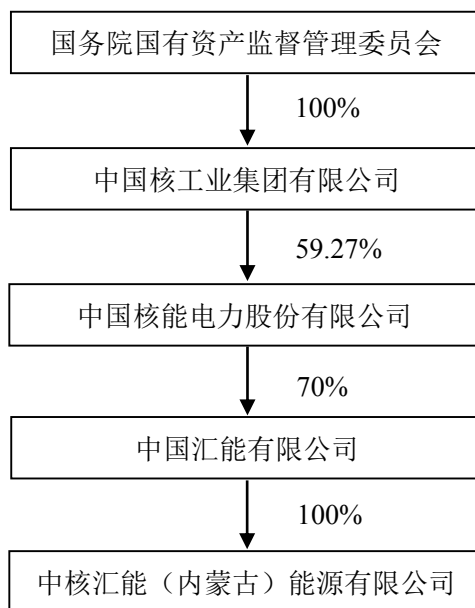 国务院国有资产监督管理委员会
100%
中国核工业集团有限公司
59.27%
中国核能电力股份有限公司
70%
中国汇能有限公司
100%
中核汇能（内蒙古）能源有限公司